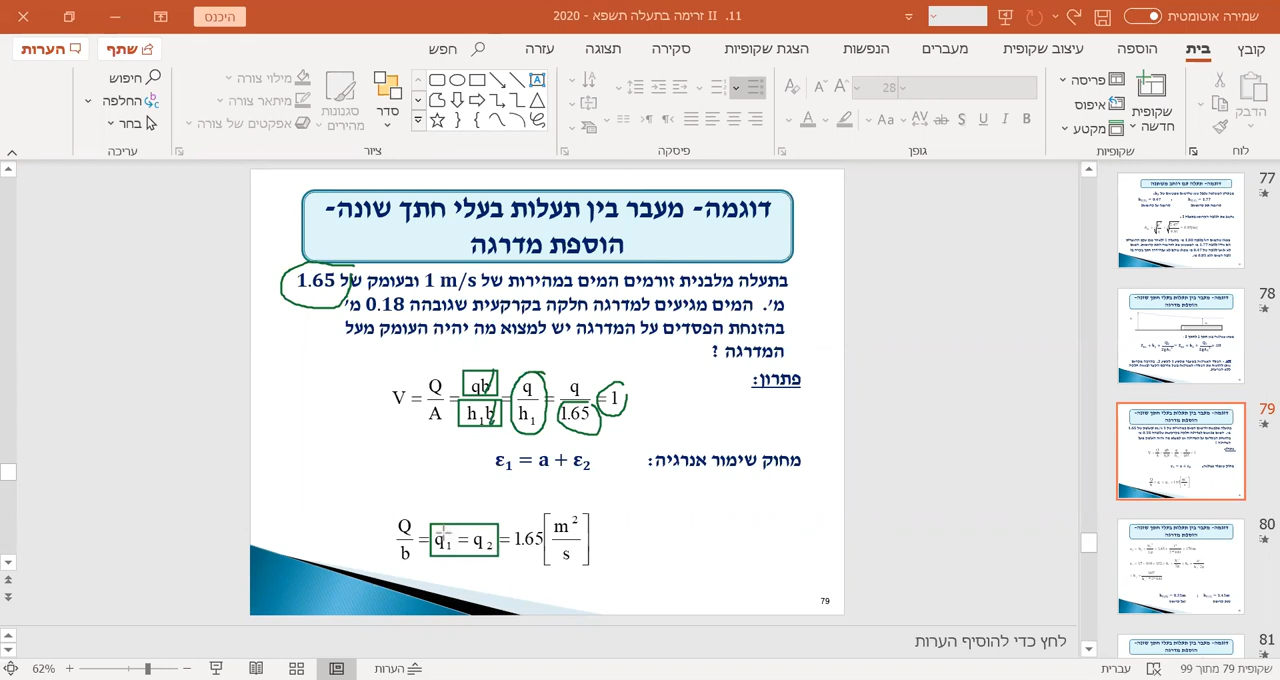 שמירה אוטומטית
11. II זרימה בתעלה תשפא - 2020
היכנס
קובץ בית הוספה עיצוב שקופית מעברים הנפשות הצגת שקופיות סקירה תצוגה עזרה חפש
שתף הערות
הדבק
שקופית חדשה
פריסה
איפוס
מקטע
28
סדר
סגנונות מהירים
מילוי צורה
מיתאר צורה
אפקטים של צורה
חיפוש
החלפה
בחר
לוח שקופיות גופן פיסקה ציור עריכה
דוגמה- מעבר בין תעלות בעלי חתך שונה-
הוספת מדרגה
בתעלה מלבנית זורמים המים במהירות של 1 m/s ובעומק של 1.65
מ'. המים מגיעים למדרגה חלקה בקרקעית שגובהה 0.18 מ'
בהזנחת הפסדים על המדרגה יש למצוא מה יהיה העומק מעל
המדרגה ?
פתרון:
V = Q/A = qb/h₁b = q/h₁ = q/1.65 = 1
מחוק שימור אנרגיה: ε₁ = a + ε₂
Q/b = q₁ = q₂ = 1.65[m²/s]
79
77
78
79
80
81
לחץ כדי להוסיף הערות
שקופית 79 מתוך 99
עברית
הערות
62%